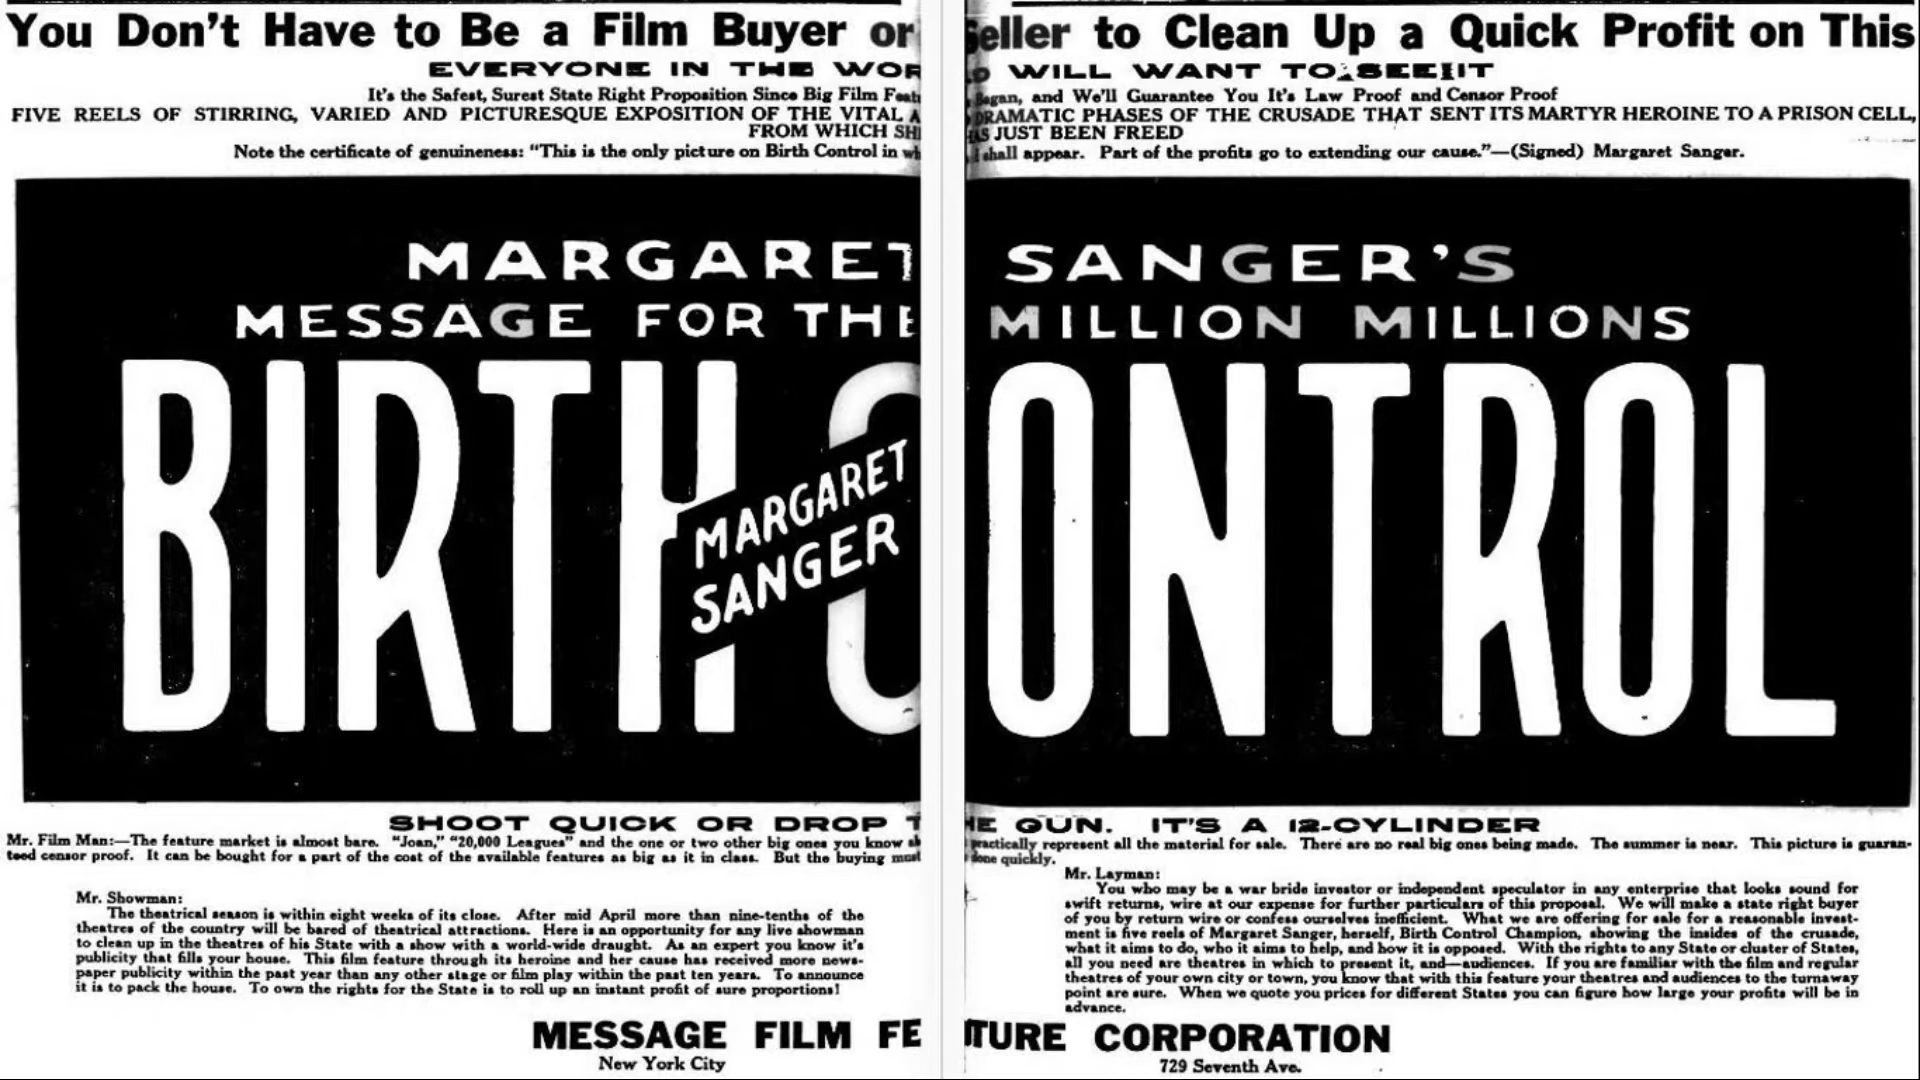 You Don't Have to Be a Film Buyer or Seller to Clean Up a Quick Profit on This
EVERYONE IN THE WORLD WILL WANT TO SEE IT
It's the Safest, Surest State Right Proposition Since Big Film Features Began, and We'll Guarantee You It's Law Proof and Censor Proof
FIVE REELS OF STIRRING, VARIED AND PICTURESQUE EXPOSITION OF THE VITAL DRAMATIC PHASES OF THE CRUSADE THAT SENT ITS MARTYR HEROINE TO A PRISON CELL,
FROM WHICH SHE HAS JUST BEEN FREED
Note the certificate of genuineness: "This is the only picture on Birth Control in which I shall appear. Part of the profits go to extending our cause."—(Signed) Margaret Sanger.
MARGARET SANGER'S
MESSAGE FOR THE MILLION MILLIONS
BIRTH CONTROL
MARGARET
SANGER
SHOOT QUICK OR DROP THE GUN. IT'S A 12-CYLINDER
Mr. Film Man:—The feature market is almost bare. "Joan," "20,000 Leagues" and the one or two other big ones you know practically represent all the material for sale. There are no real big ones being made. The summer is near. This picture is guaran-
teed censor proof. It can be bought for a part of the cost of the available features as big as it in class. But the buying must done quickly.
Mr. Showman:
The theatrical season is within eight weeks of its close. After mid April more than nine-tenths of the
theatres of the country will be bared of theatrical attractions. Here is an opportunity for any live showman
to clean up in the theatres of his State with a show with a world-wide draught. As an expert you know it's
publicity that fills your house. This film feature through its heroine and her cause has received more news-
paper publicity within the past year than any other stage or film play within the past ten years. To announce
it is to pack the house. To own the rights for the State is to roll up an instant profit of sure proportions!
Mr. Layman:
You who may be a war bride investor or independent speculator in any enterprise that looks sound for
swift returns, wire at our expense for further particulars of this proposal. We will make a state right buyer
of you by return wire or confess ourselves inefficient. What we are offering for sale for a reasonable invest-
ment is five reels of Margaret Sanger, herself, Birth Control Champion, showing the insides of the crusade,
what it aims to do, who it aims to help, and how it is opposed. With the rights to any State or cluster of States,
all you need are theatres in which to present it, and—audiences. If you are familiar with the film and regular
theatres of your own city or town, you know that with this feature your theatres and audiences to the turnaway
point are sure. When we quote you prices for different States you can figure how large your profits will be in
advance.
MESSAGE FILM FEATURE CORPORATION
New York City 729 Seventh Ave.